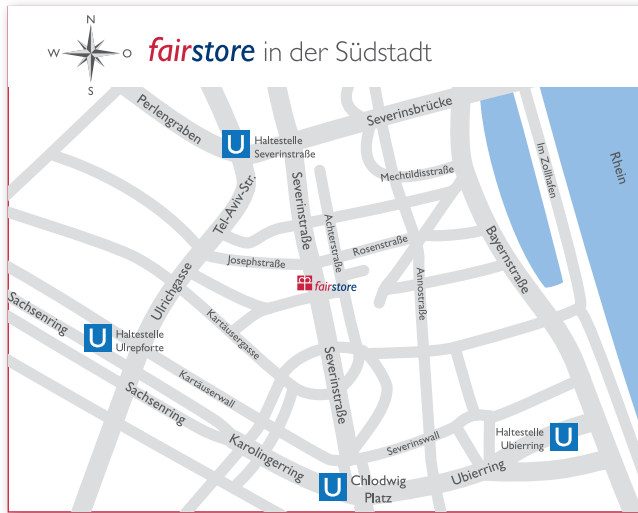 N
W O
S
fairstore in der Südstadt
Perlengraben
Severinsbrücke
U
Haltestelle
Severinstraße
Im Zollhafen
Rhein
Mechtildisstraße
Tel-Aviv-Str.
Severinstraße
Achterstraße
Rosenstraße
Bayernstraße
Josephstraße
Annostraße
Ulrichgasse
fairstore
Sachsenring
Kartäusergasse
U
Haltestelle
Ulrepforte
Severinstraße
Kartäuserwall
Sachsenring
Karolingerring
Severinswall
Haltestelle
Ubierring
U
Ubierring
U
Chlodwig
Platz